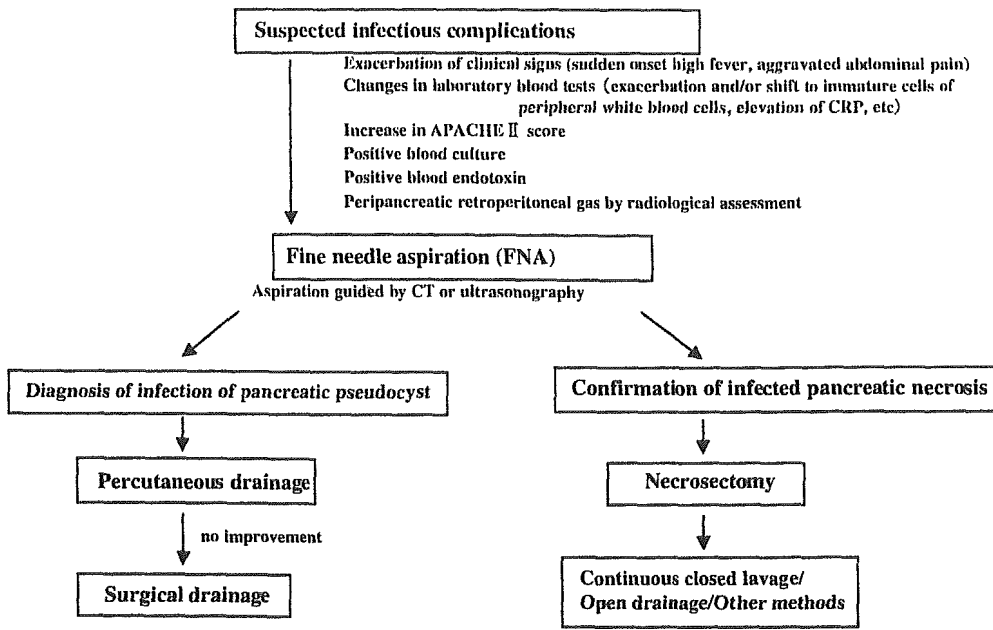 Suspected infectious complications
Exacerbation of clinical signs (sudden onset high fever, aggravated abdominal pain)
Changes in laboratory blood tests (exacerbation and/or shift to immature cells of
peripheral white blood cells, elevation of CRP, etc)
Increase in APACHE Ⅱ score
Positive blood culture
Positive blood endotoxin
Peripancreatic retroperitoneal gas by radiological assessment
Fine needle aspiration (FNA)
Aspiration guided by CT or ultrasonography
Diagnosis of infection of pancreatic pseudocyst
Confirmation of infected pancreatic necrosis
Percutaneous drainage
Necrosectomy
no improvement
Surgical drainage
Continuous closed lavage/
Open drainage/Other methods